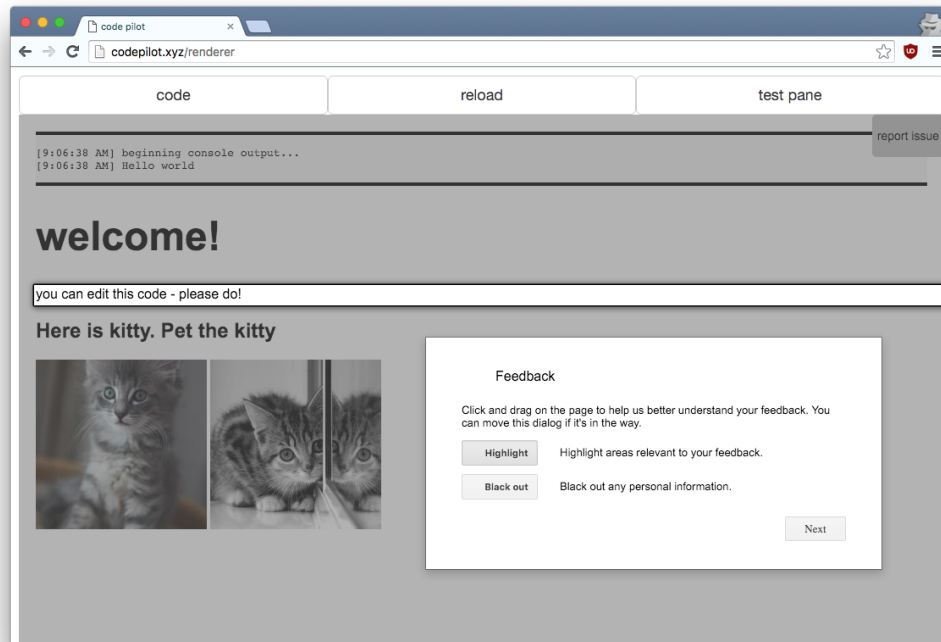 code pilot
codepilot.xyz/renderer
code
reload
test pane
report issue
[9:06:38 AM] beginning console output...
[9:06:38 AM] Hello world
welcome!
you can edit this code - please do!
Here is kitty. Pet the kitty
Feedback
Click and drag on the page to help us better understand your feedback. You
can move this dialog if it's in the way.
Highlight
Highlight areas relevant to your feedback.
Black out
Black out any personal information.
Next